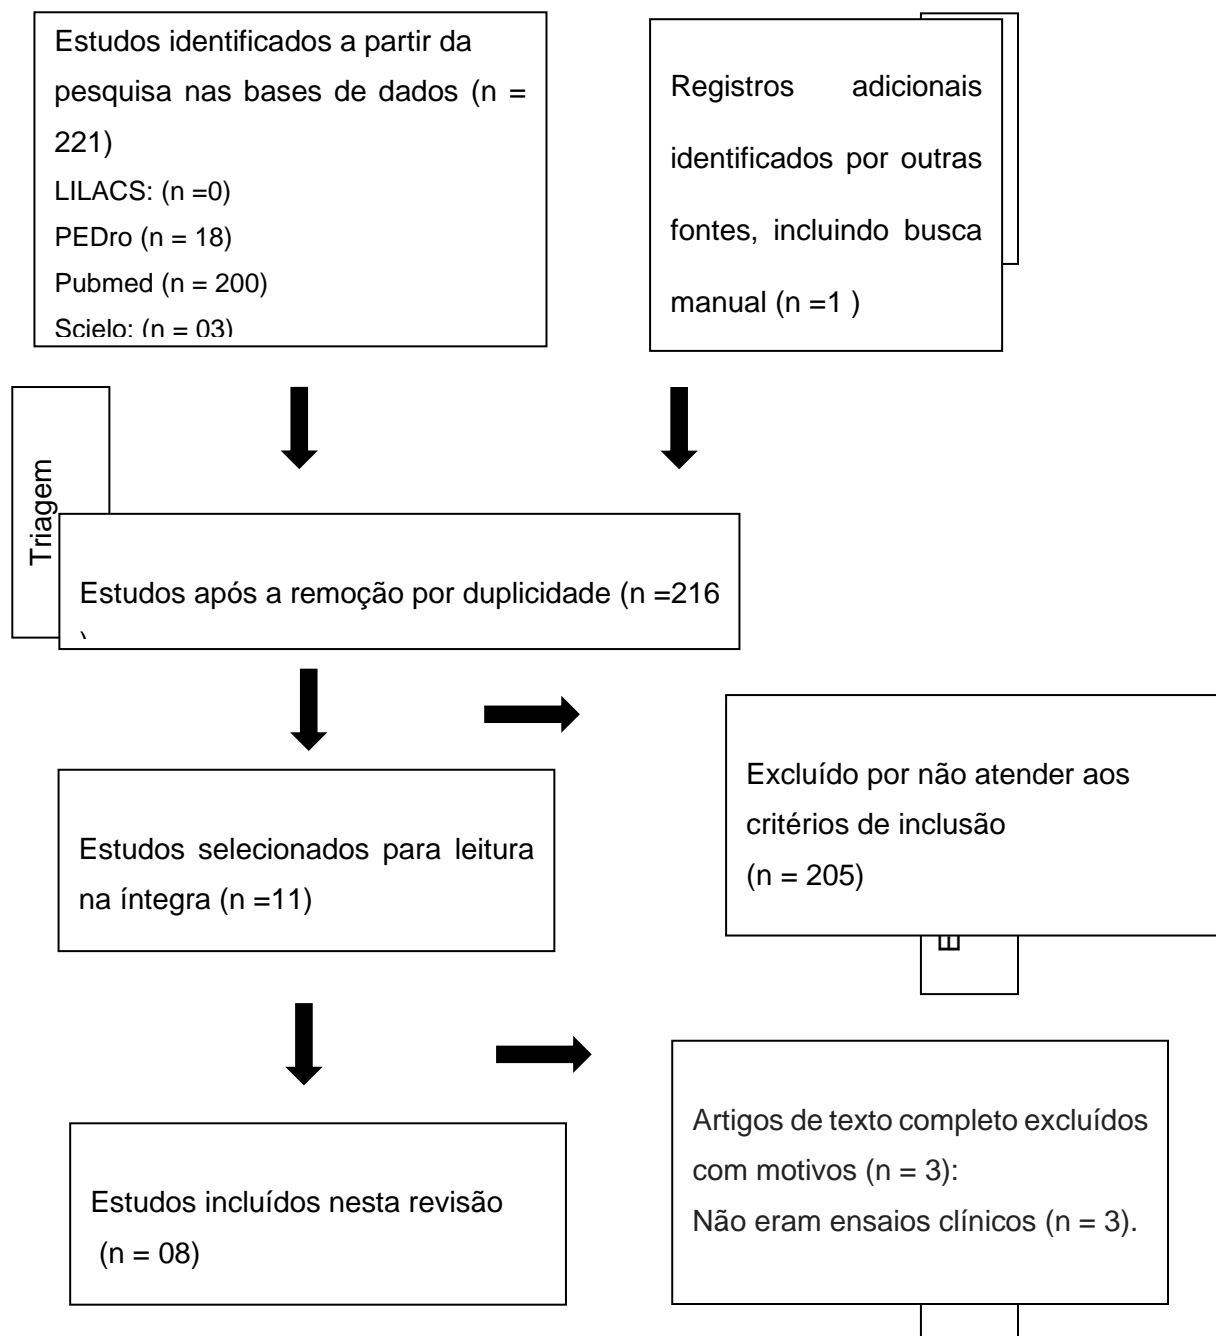 Estudos identificados a partir da
pesquisa nas bases de dados (n =
221)
LILACS: (n =0)
PEDro (n = 18)
Pubmed (n = 200)
Scielo: (n = 03)
Registros adicionais
identificados por outras
fontes, incluindo busca
manual (n =1 )
Triagem
Estudos após a remoção por duplicidade (n =216
)
Excluído por não atender aos
critérios de inclusão
(n = 205)
Estudos selecionados para leitura
na íntegra (n =11)
Artigos de texto completo excluídos
com motivos (n = 3):
Não eram ensaios clínicos (n = 3).
Estudos incluídos nesta revisão
(n = 08)